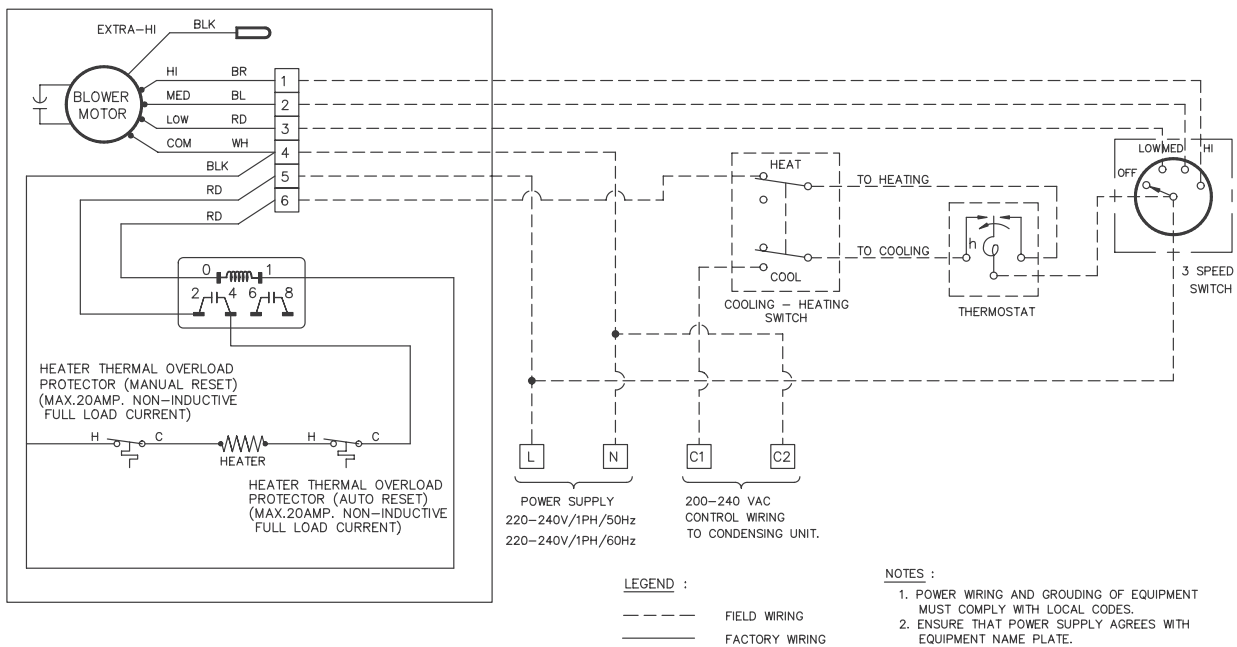 EXTRA-HI
BLK
BLOWER
MOTOR
HI BR 1
MED BL 2
LOW RD 3
COM WH 4
BLK
RD 5
RD 6
0 1
2 4 6 8
HEATER THERMAL OVERLOAD
PROTECTOR (MANUAL RESET)
(MAX.20AMP. NON-INDUCTIVE
FULL LOAD CURRENT)
H C
HEATER
H C
HEATER THERMAL OVERLOAD
PROTECTOR (AUTO RESET)
(MAX.20AMP. NON-INDUCTIVE
FULL LOAD CURRENT)
HEAT
COOL
COOLING - HEATING
SWITCH
TO HEATING
TO COOLING
h
THERMOSTAT
LOW MED HI
OFF
3 SPEED
SWITCH
L N
POWER SUPPLY
220-240V/1PH/50Hz
220-240V/1PH/60Hz
C1 C2
200-240 VAC
CONTROL WIRING
TO CONDENSING UNIT.
LEGEND :
FIELD WIRING
FACTORY WIRING
NOTES :
1. POWER WIRING AND GROUDING OF EQUIPMENT
MUST COMPLY WITH LOCAL CODES.
2. ENSURE THAT POWER SUPPLY AGREES WITH
EQUIPMENT NAME PLATE.